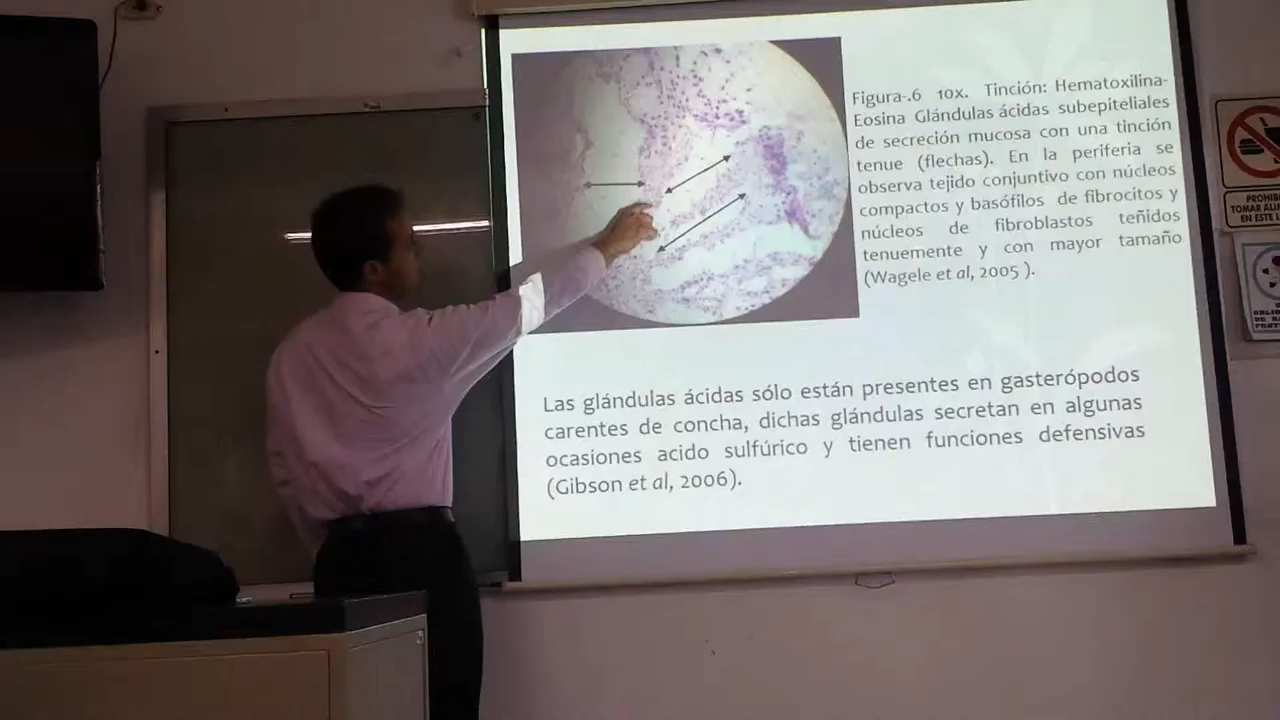 Figura-.6 10x. Tinción: Hematoxilina-
Eosina Glándulas ácidas subepiteliales
de secreción mucosa con una tinción
tenue (flechas). En la periferia se
observa tejido conjuntivo con núcleos
compactos y basófilos de fibrocitos y
núcleos de fibroblastos teñidos
tenuemente y con mayor tamaño
(Wagele et al, 2005 ).
Las glándulas ácidas sólo están presentes en gasterópodos
carentes de concha, dichas glándulas secretan en algunas
ocasiones acido sulfúrico y tienen funciones defensivas
(Gibson et al, 2006).
TOMAR
EN ESTE